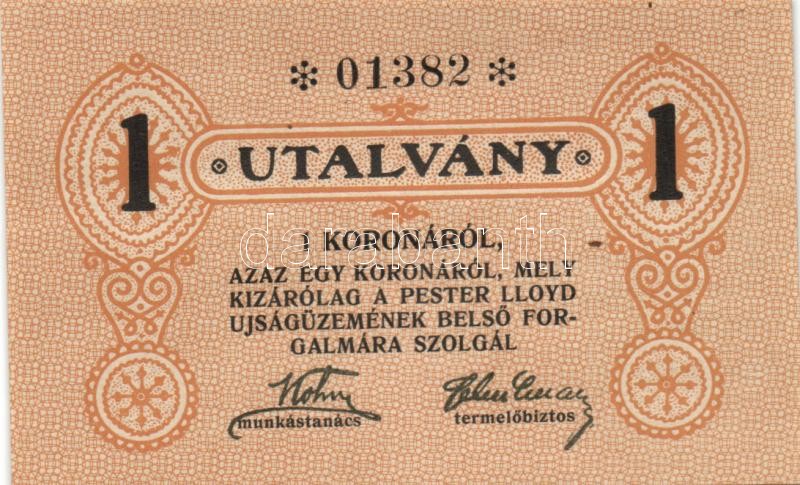 * 01382 *
1 UTALVÁNY 1
1 KORONÁRÓL,
AZAZ EGY KORONÁRÓL, MELY
KIZÁRÓLAG A PESTER LLOYD
UJSÁGÜZEMÉNEK BELSŐ FOR-
GALMÁRA SZOLGÁL
munkástanács
termelőbiztos
darabanth